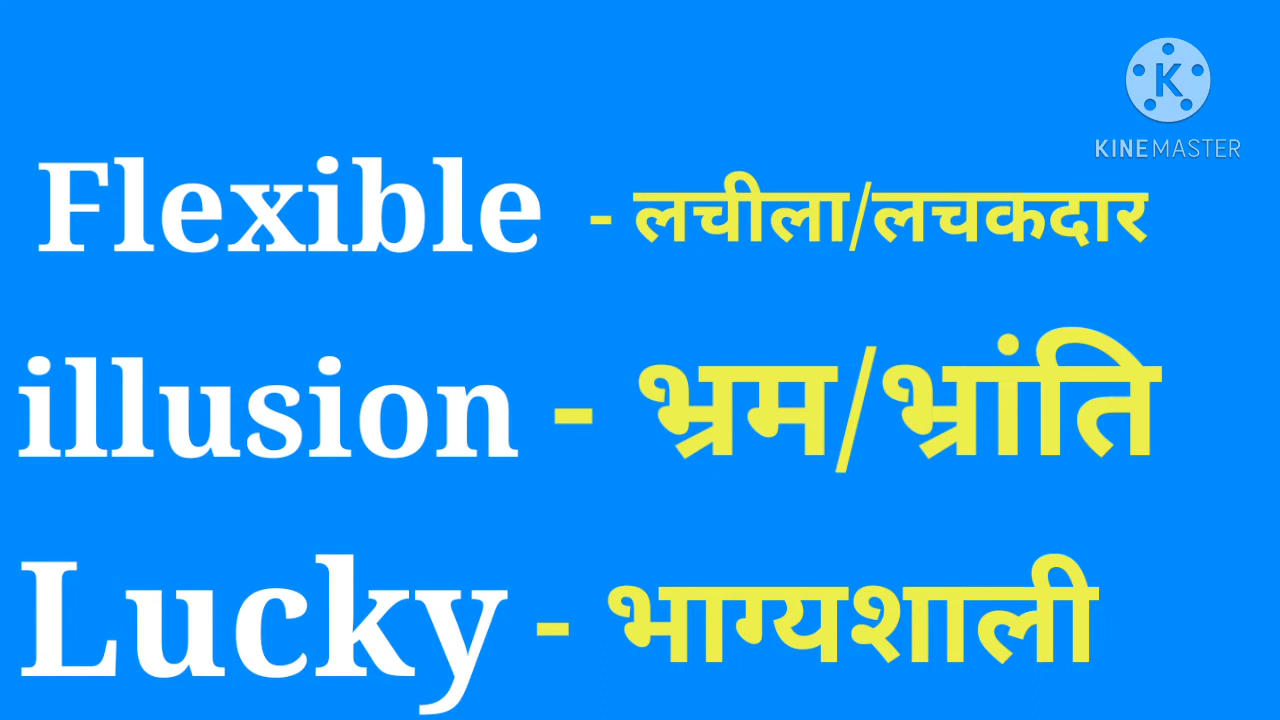 K
KINEMASTER
Flexible - लचीला/लचकदार
illusion - भ्रम/भ्रांति
Lucky - भाग्यशाली